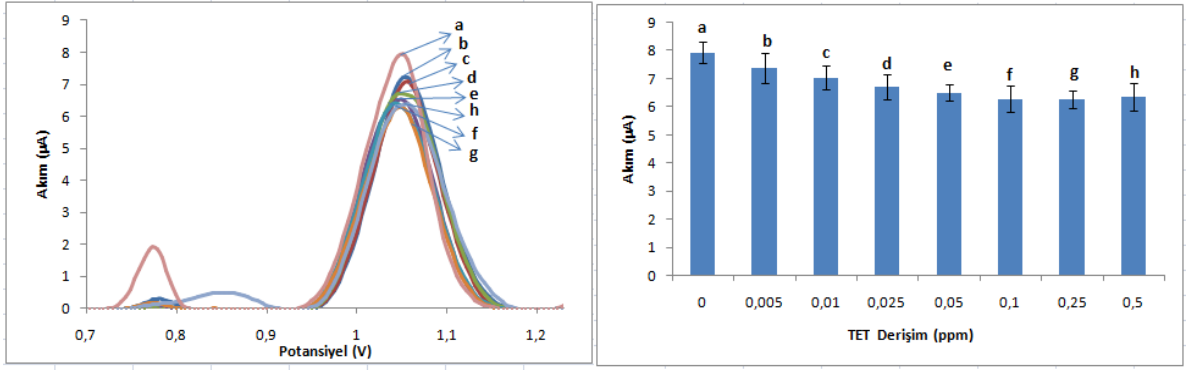 9
8
7
6
5
4
3
2
1
0
Akım (µA)
0,7
0,8
0,9
1
1,1
1,2
Potansiyel (V)
a
b
c
d
e
h
f
g
9
8
7
6
5
4
3
2
1
0
Akım (µA)
a
b
c
d
e
f
g
h
0
0,005
0,01
0,025
0,05
0,1
0,25
0,5
TET Derişim (ppm)